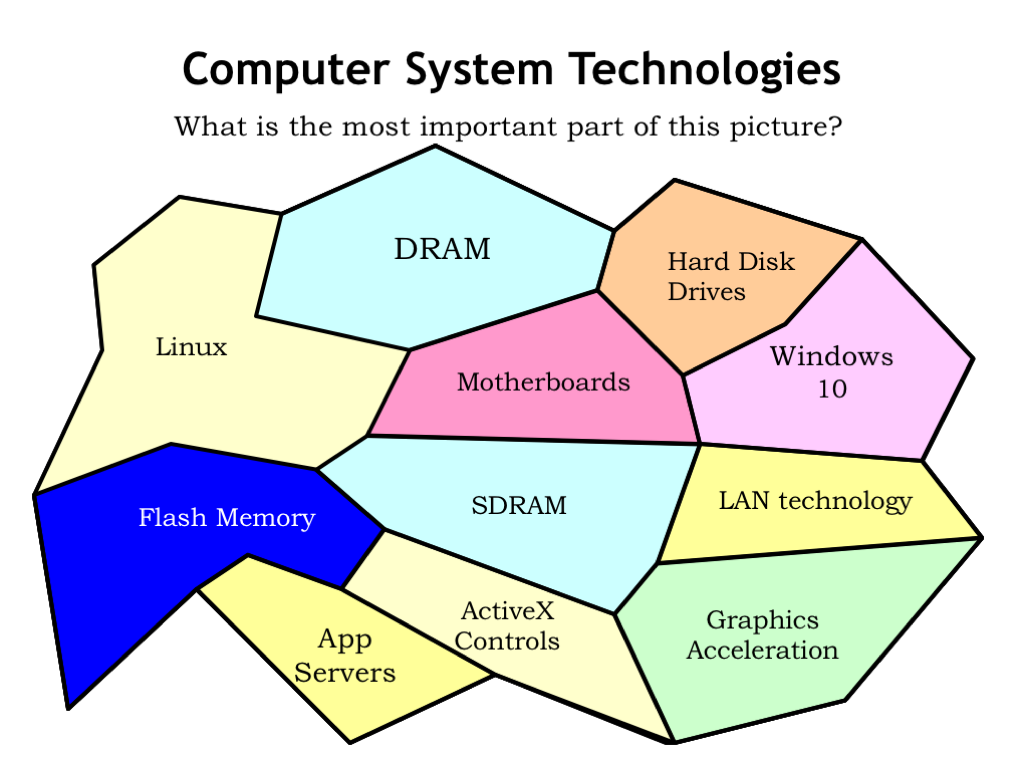 Computer System Technologies
What is the most important part of this picture?
DRAM
Hard Disk
Drives
Linux
Windows
10
Motherboards
Flash Memory
SDRAM
LAN technology
ActiveX
Controls
App
Servers
Graphics
Acceleration